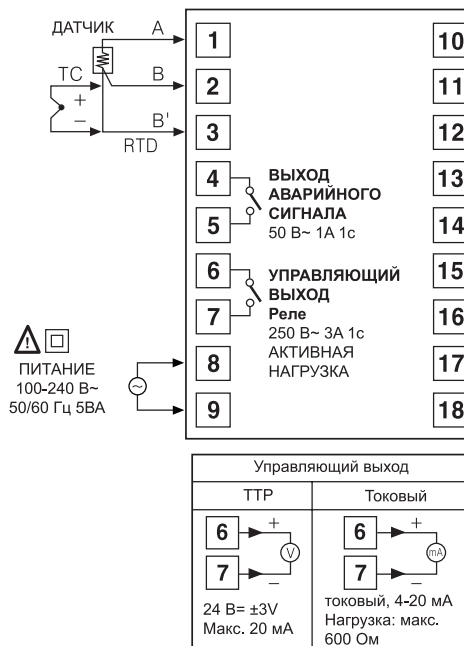 ДАТЧИК
A
TC
B
+
−
B'
RTD
1
2
3
4
5
6
7
8
9
10
11
12
13
14
15
16
17
18
ВЫХОД
АВАРИЙНОГО
СИГНАЛА
50 В~ 1А 1с
УПРАВЛЯЮЩИЙ
ВЫХОД
Реле
250 В~ 3А 1с
АКТИВНАЯ
НАГРУЗКА
ПИТАНИЕ
100-240 В~
50/60 Гц 5ВА
Управляющий выход
ТТР
6
+
V
7
−
24 В= ±3V
Макс. 20 мА
Токовый
6
+
mA
7
−
токовый, 4-20 мА
Нагрузка: макс.
600 Ом